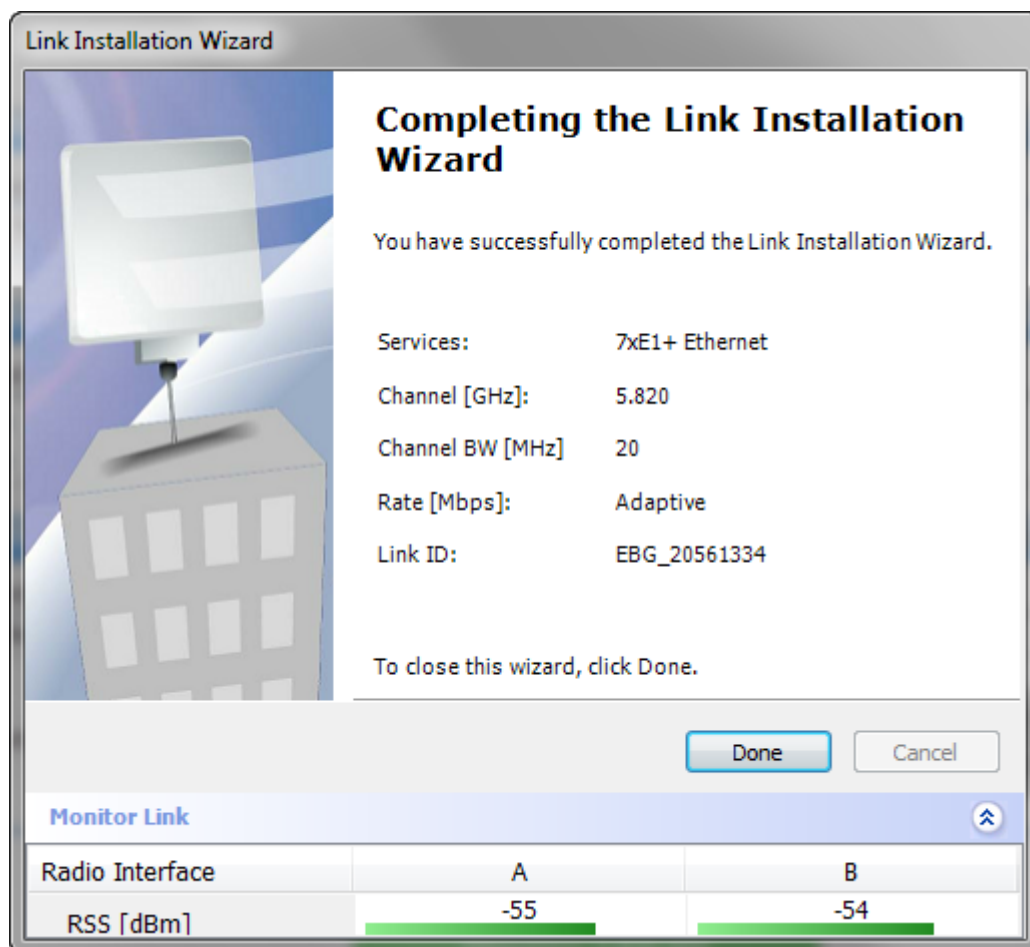 Link Installation Wizard
Completing the Link Installation
Wizard
You have successfully completed the Link Installation Wizard.
Services: 7xE1+ Ethernet
Channel [GHz]: 5.820
Channel BW [MHz] 20
Rate [Mbps]: Adaptive
Link ID: EBG_20561334
To close this wizard, click Done.
Done Cancel
Monitor Link
Radio Interface A B
RSS [dBm] -55 -54